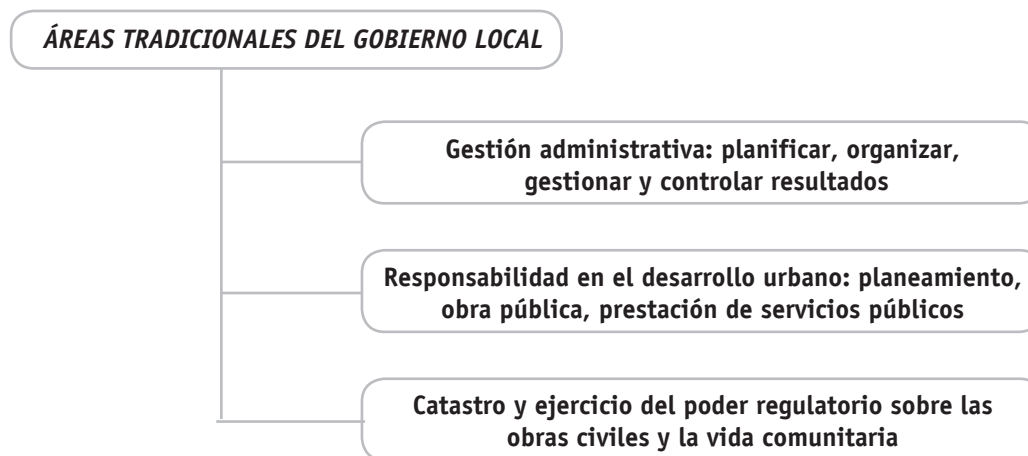 ÁREAS TRADICIONALES DEL GOBIERNO LOCAL
Gestión administrativa: planificar, organizar,
gestionar y controlar resultados
Responsabilidad en el desarrollo urbano: planeamiento,
obra pública, prestación de servicios públicos
Catastro y ejercicio del poder regulatorio sobre las
obras civiles y la vida comunitaria